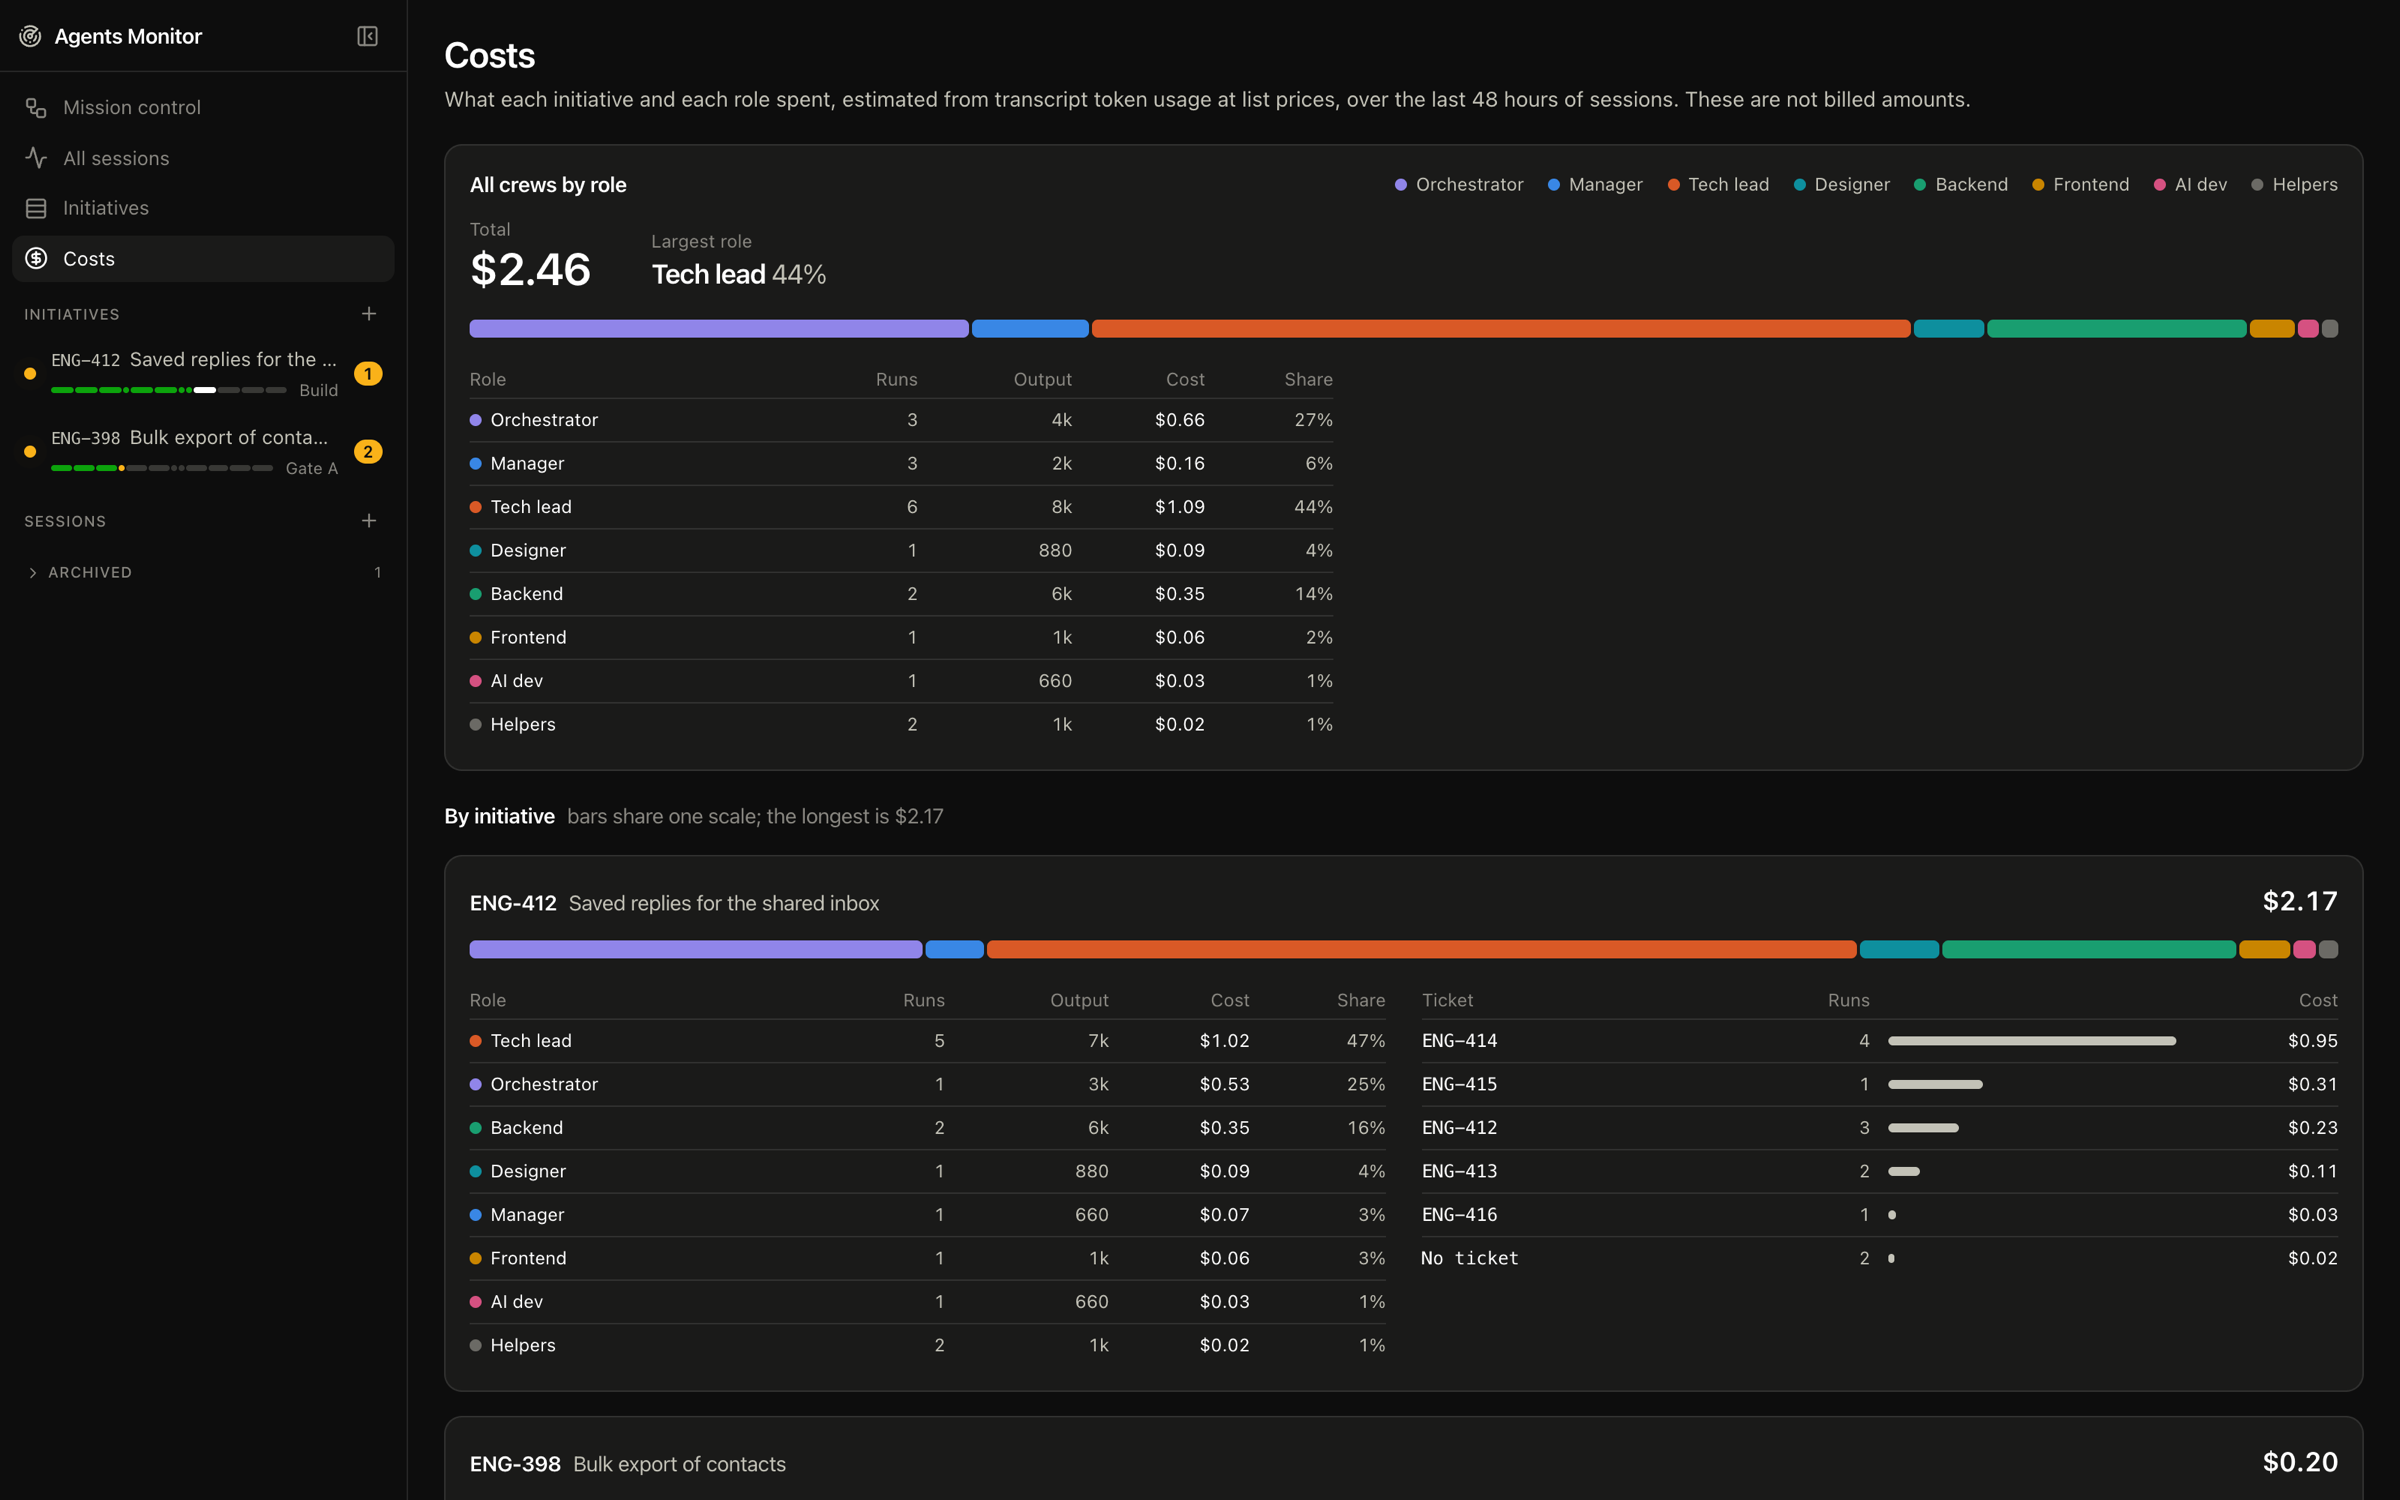 Agents Monitor
Mission control
All sessions
Initiatives
Costs
INITIATIVES
ENG-412 Saved replies for the ... 1
Build
ENG-398 Bulk export of conta... 2
Gate A
SESSIONS
ARCHIVED 1
Costs
What each initiative and each role spent, estimated from transcript token usage at list prices, over the last 48 hours of sessions. These are not billed amounts.
All crews by role
Orchestrator Manager Tech lead Designer Backend Frontend AI dev Helpers
Total
$2.46
Largest role
Tech lead 44%
Role Runs Output Cost Share
Orchestrator 3 4k $0.66 27%
Manager 3 2k $0.16 6%
Tech lead 6 8k $1.09 44%
Designer 1 880 $0.09 4%
Backend 2 6k $0.35 14%
Frontend 1 1k $0.06 2%
AI dev 1 660 $0.03 1%
Helpers 2 1k $0.02 1%
By initiative bars share one scale; the longest is $2.17
ENG-412 Saved replies for the shared inbox $2.17
Role Runs Output Cost Share
Tech lead 5 7k $1.02 47%
Orchestrator 1 3k $0.53 25%
Backend 2 6k $0.35 16%
Designer 1 880 $0.09 4%
Manager 1 660 $0.07 3%
Frontend 1 1k $0.06 3%
AI dev 1 660 $0.03 1%
Helpers 2 1k $0.02 1%
Ticket Runs Cost
ENG-414 4 $0.95
ENG-415 1 $0.31
ENG-412 3 $0.23
ENG-413 2 $0.11
ENG-416 1 $0.03
No ticket 2 $0.02
ENG-398 Bulk export of contacts $0.20